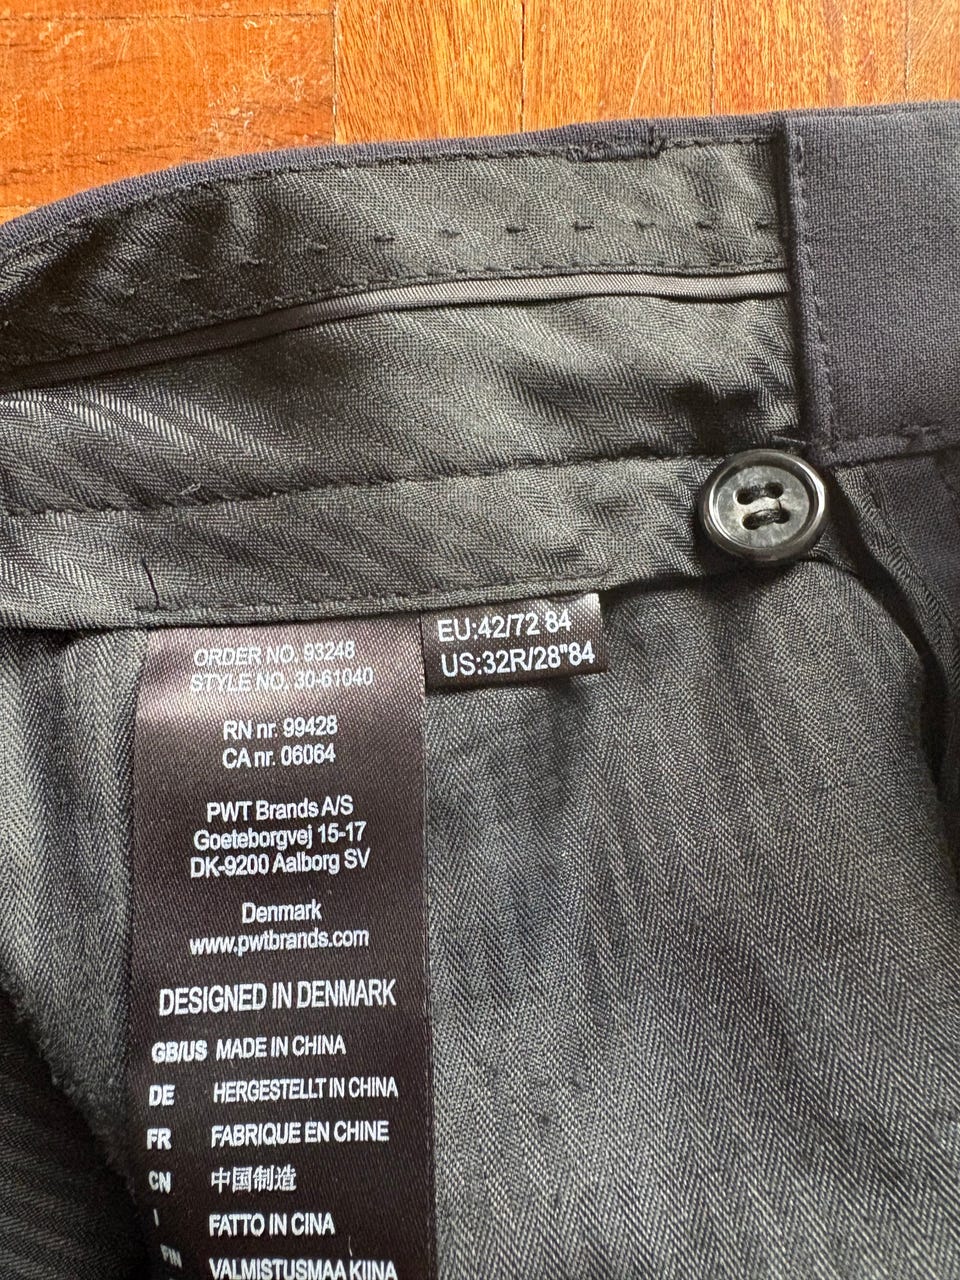 ORDER NO. 93248
STYLE NO. 30-61040
RN nr. 99428
CA nr. 06064
PWT Brands A/S
Goeteborgvej 15-17
DK-9200 Aalborg SV
Denmark
www.pwtbrands.com
DESIGNED IN DENMARK
GB/US MADE IN CHINA
DE HERGESTELLT IN CHINA
FR FABRIQUE EN CHINE
CN 中国制造
I FATTO IN CINA
FIN VALMISTUSMAA KIINA
EU:42/72 84
US:32R/28"84